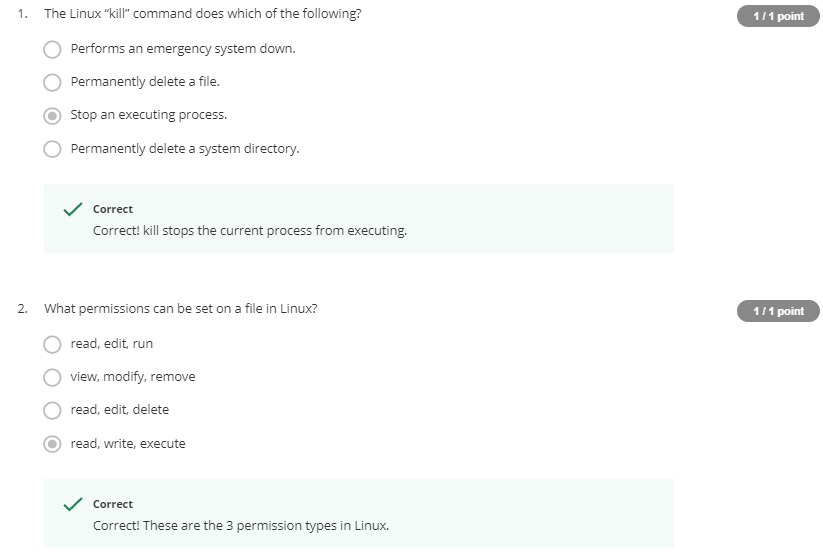 1. The Linux “kill” command does which of the following?
1 / 1 point
Performs an emergency system down.
Permanently delete a file.
Stop an executing process.
Permanently delete a system directory.
Correct
Correct! kill stops the current process from executing.
2. What permissions can be set on a file in Linux?
1 / 1 point
read, edit, run
view, modify, remove
read, edit, delete
read, write, execute
Correct
Correct! These are the 3 permission types in Linux.